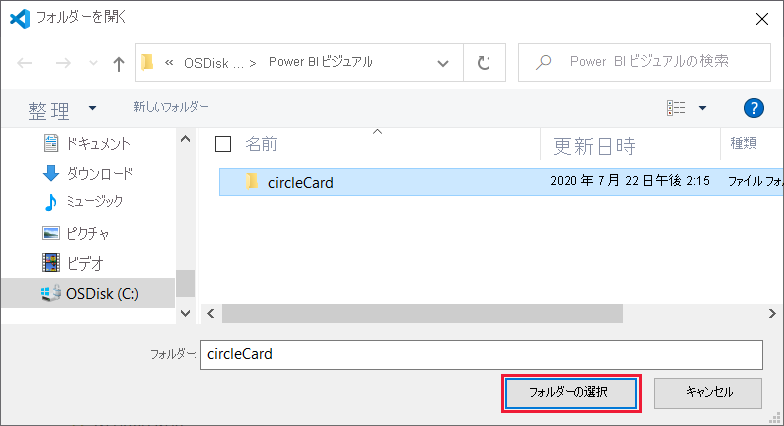 フォルダーを開く
« OSDisk ... > Power BIビジュアル
Power BIビジュアルの検索
整理
新しいフォルダー
名前
更新日時
種類
ドキュメント
ダウンロード
ミュージック
ピクチャ
ビデオ
OSDisk (C:)
circleCard
2020 年 7 月 22 日午後 2:15
ファイル フォル
フォルダー:
circleCard
フォルダーの選択
キャンセル